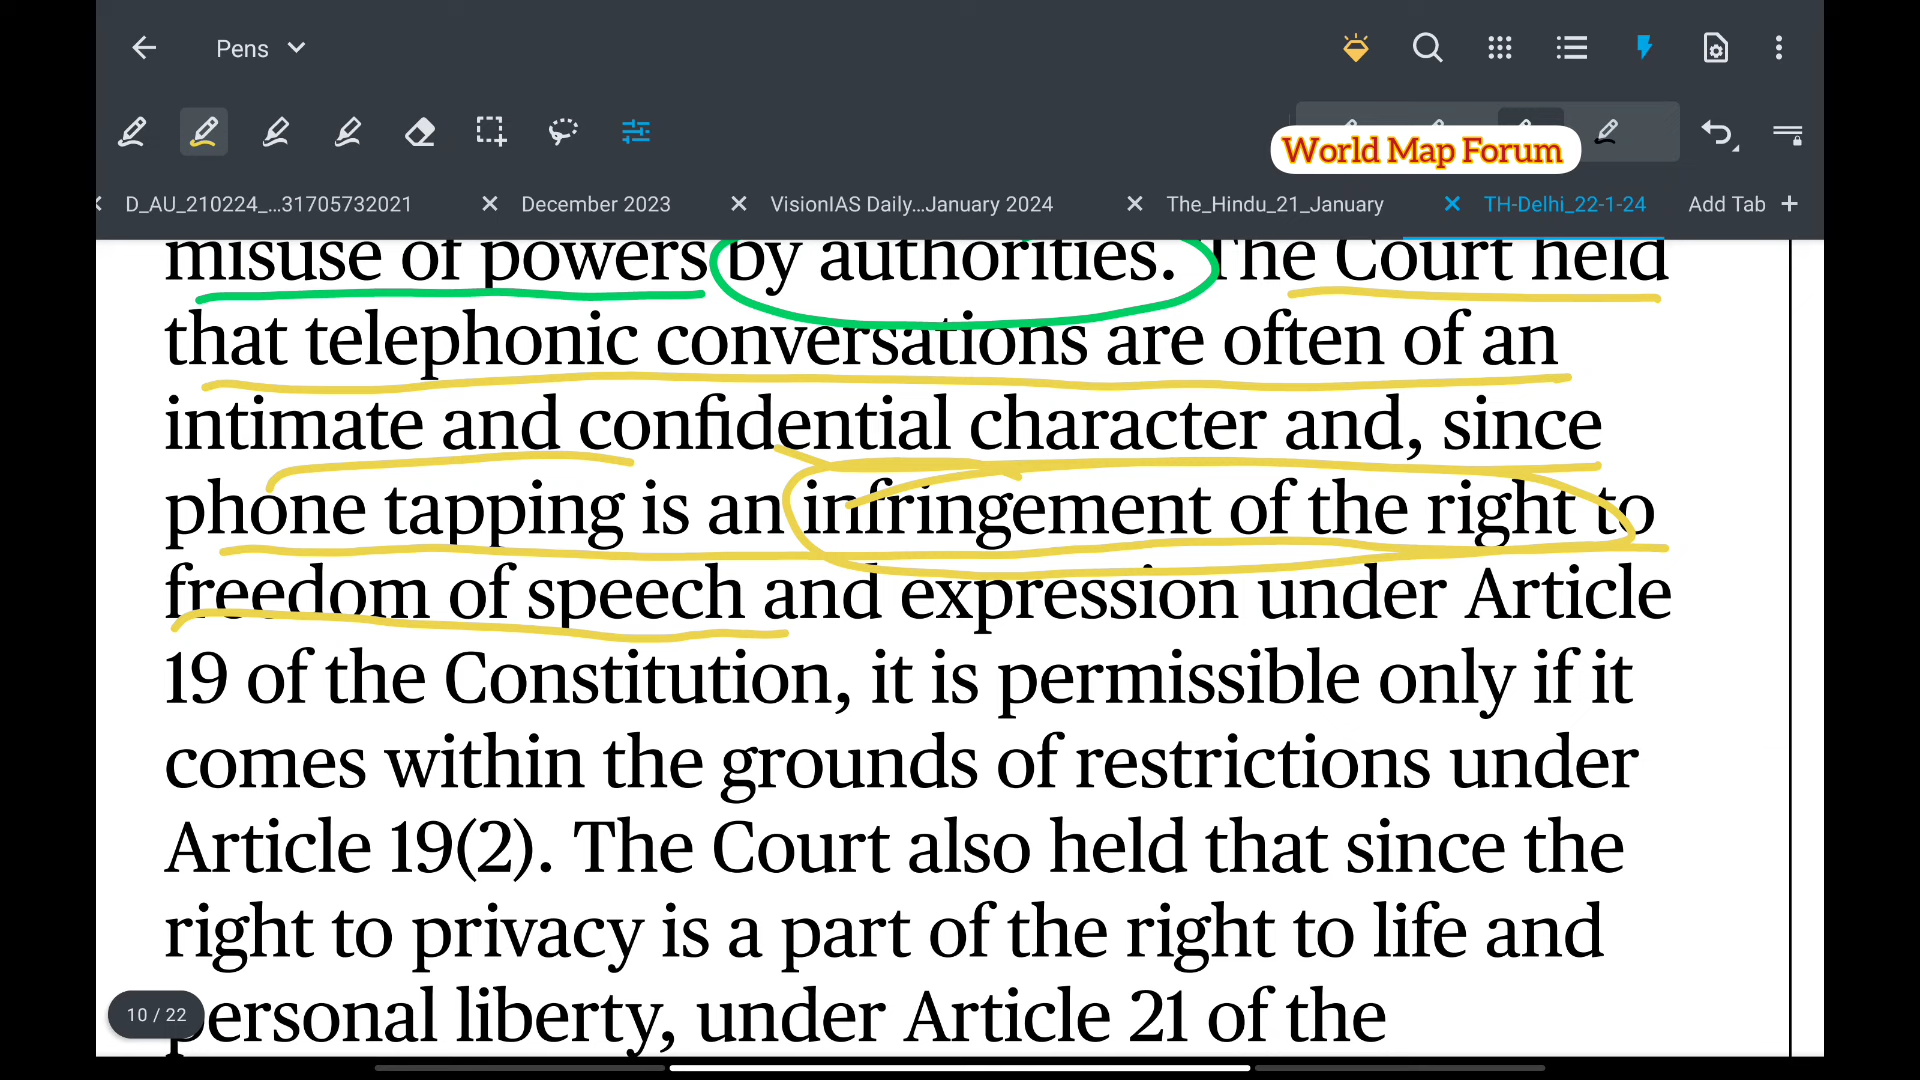 Pens
World Map Forum
D_AU_210224_...31705732021
December 2023
VisionIAS Daily...January 2024
The_Hindu_21_January
TH-Delhi_22-1-24
Add Tab +
misuse of powers by authorities. The Court held
that telephonic conversations are often of an
intimate and confidential character and, since
phone tapping is an infringement of the right to
freedom of speech and expression under Article
19 of the Constitution, it is permissible only if it
comes within the grounds of restrictions under
Article 19(2). The Court also held that since the
right to privacy is a part of the right to life and
personal liberty, under Article 21 of the
10 / 22